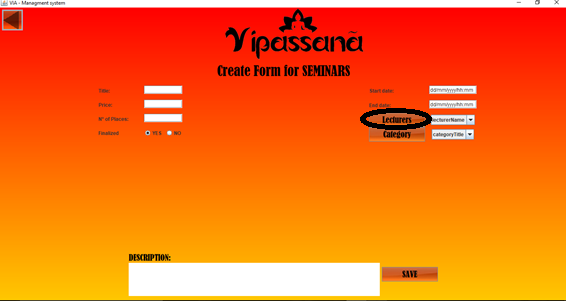 VIA - Managment system
Vipassanā
Create Form for SEMINARS
Title:
Start date:
dd/mm/yyyy/hh:mm
Price:
End date:
dd/mm/yyyy/hh:mm
N° of Places:
Lecturers
lecturerName
Finalized
YES
NO
Category
categoryTitle
DESCRIPTION:
SAVE